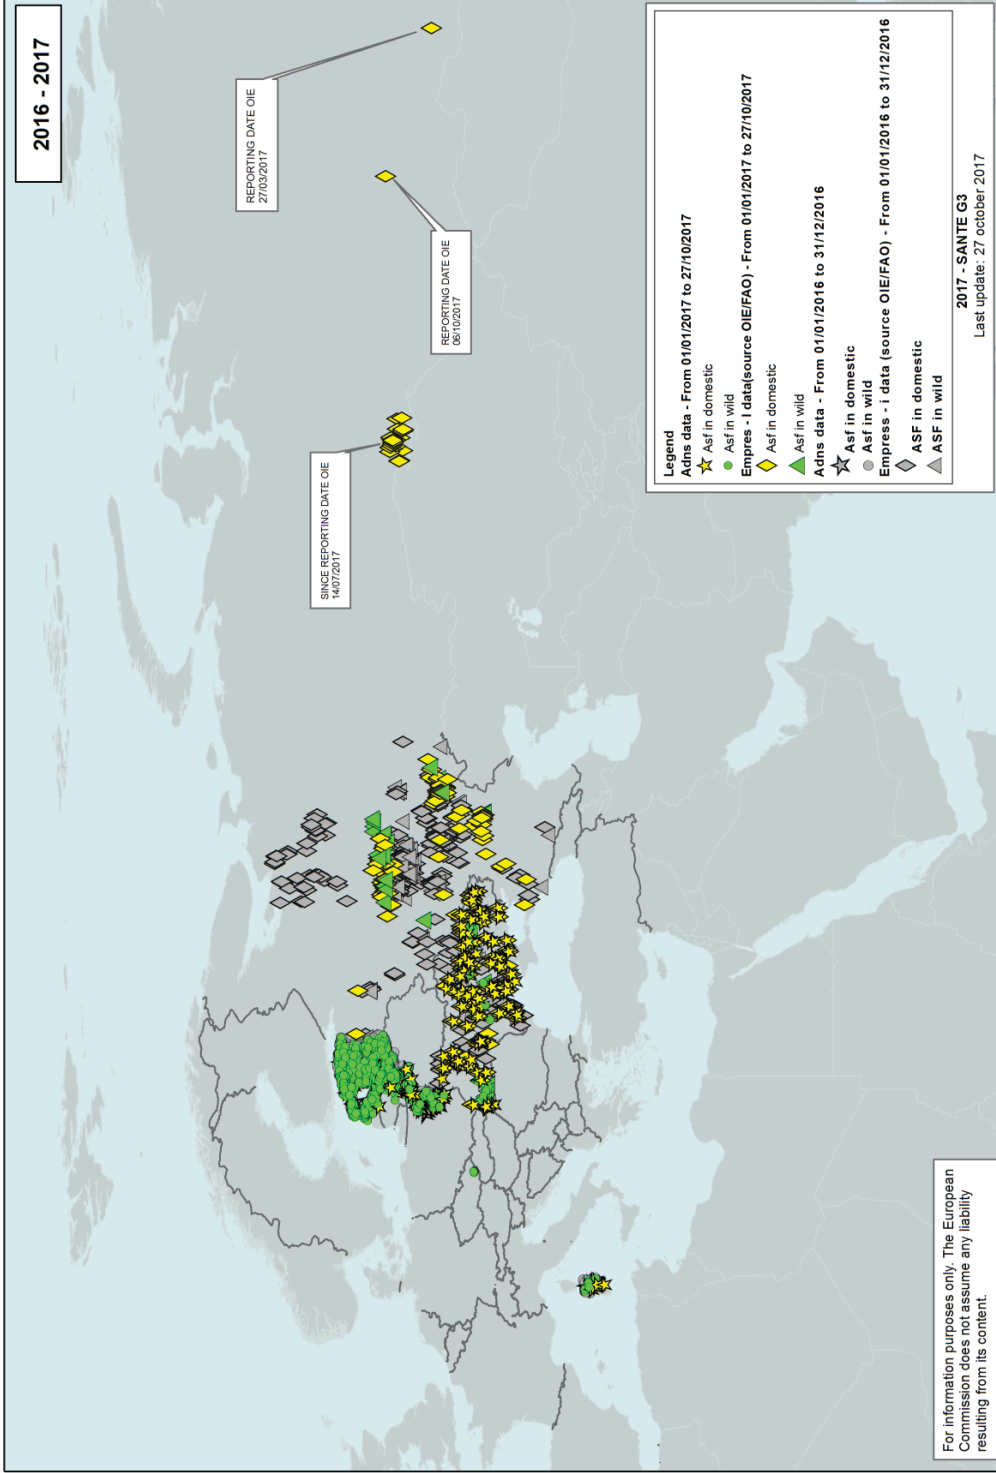 2016 - 2017
REPORTING DATE OIE
27/03/2017
REPORTING DATE OIE
06/10/2017
SINCE REPORTING DATE OIE
14/07/2017
Legend
Adns data - From 01/01/2017 to 27/10/2017
Asf in domestic
Asf in wild
Empres - I data(source OIE/FAO) - From 01/01/2017 to 27/10/2017
Asf in domestic
Asf in wild
Adns data - From 01/01/2016 to 31/12/2016
Asf in domestic
Asf in wild
Empress - i data (source OIE/FAO) - From 01/01/2016 to 31/12/2016
ASF in domestic
ASF in wild
2017 - SANTE G3
Last update: 27 october 2017
For information purposes only. The European
Commission does not assume any liability
resulting from its content.